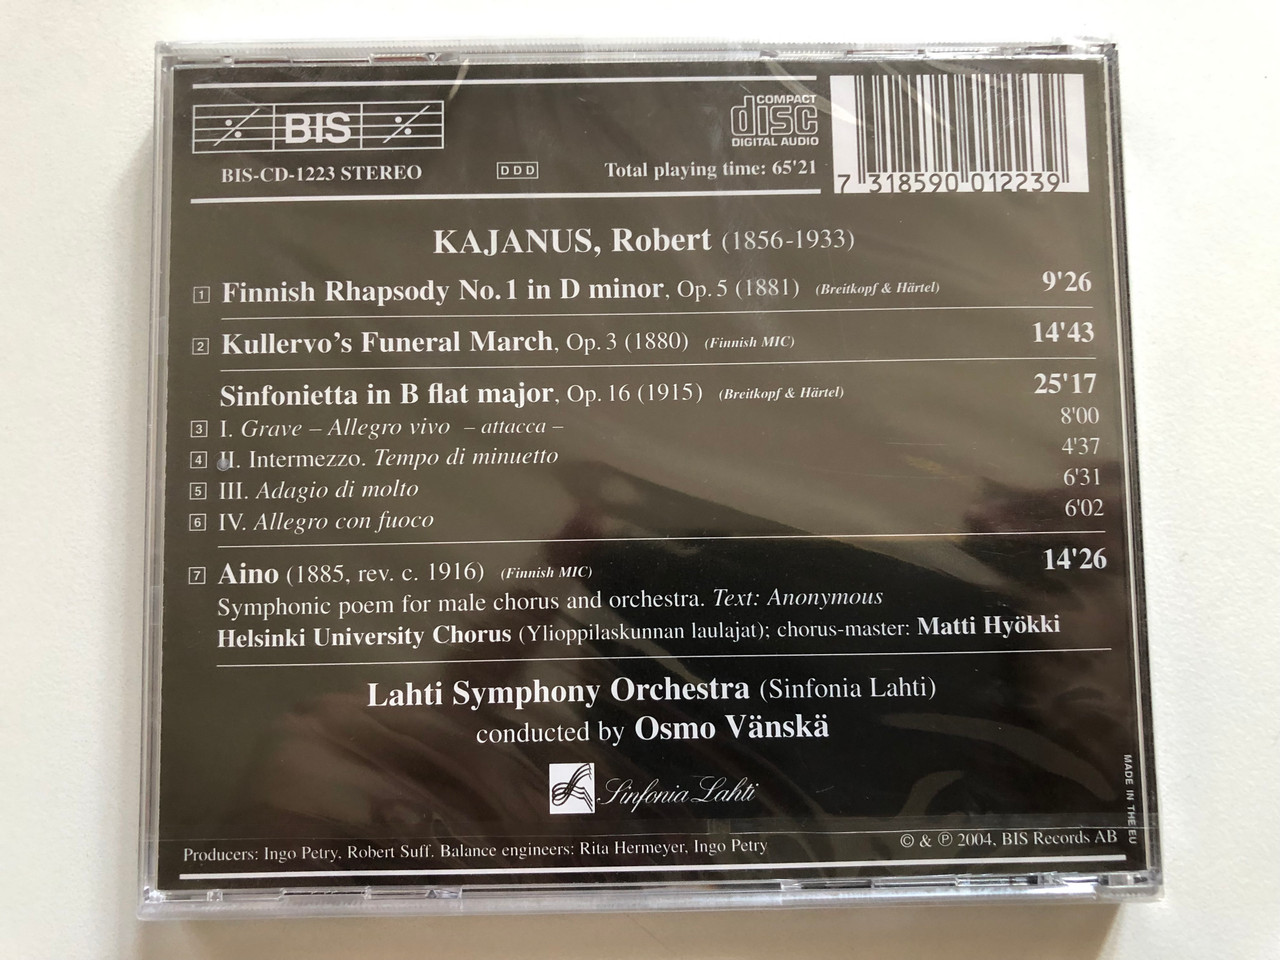 BIS
COMPACT
disc
DIGITAL AUDIO
BIS-CD-1223 STEREO
DDD
Total playing time: 65'21
7 318590 012239
KAJANUS, Robert (1856-1933)
1 Finnish Rhapsody No. 1 in D minor, Op. 5 (1881) (Breitkopf & Härtel) 9'26
2 Kullervo's Funeral March, Op. 3 (1880) (Finnish MIC) 14'43
Sinfonietta in B flat major, Op. 16 (1915) (Breitkopf & Härtel) 25'17
3 I. Grave – Allegro vivo – attacca – 8'00
4 II. Intermezzo. Tempo di minuetto 4'37
5 III. Adagio di molto 6'31
6 IV. Allegro con fuoco 6'02
7 Aino (1885, rev. c. 1916) (Finnish MIC) 14'26
Symphonic poem for male chorus and orchestra. Text: Anonymous
Helsinki University Chorus (Ylioppilaskunnan laulajat); chorus-master: Matti Hyökki
Lahti Symphony Orchestra (Sinfonia Lahti)
conducted by Osmo Vänskä
Sinfonia Lahti
MADE IN THE EU
Producers: Ingo Petry, Robert Suff. Balance engineers: Rita Hermeyer, Ingo Petry
© & ℗ 2004, BIS Records AB